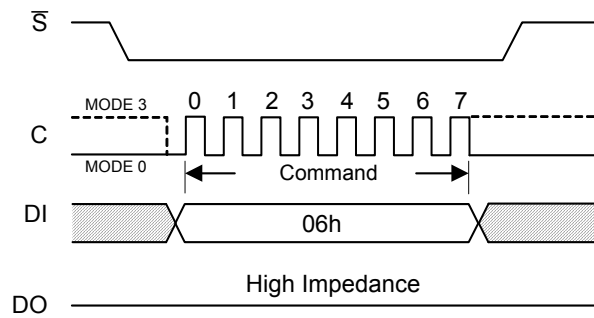 S̅
MODE 3
0 1 2 3 4 5 6 7
C
MODE 0
Command
DI
06h
High Impedance
DO